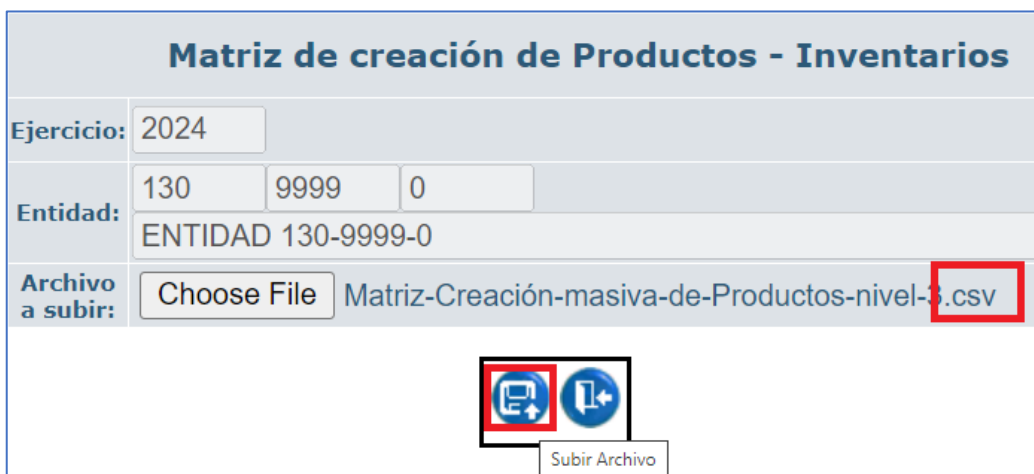 Matriz de creación de Productos - Inventarios
Ejercicio: 2024
130 9999 0
Entidad:
ENTIDAD 130-9999-0
Archivo
a subir:
Choose File Matriz-Creación-masiva-de-Productos-nivel-3.csv
Subir Archivo